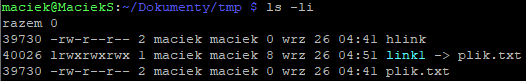 maciek@MaciekS:~/Dokumenty/tmp $ ls -li
razem 0
39730 -rw-r--r-- 2 maciek maciek 0 wrz 26 04:41 hlink
40026 lrwxrwxrwx 1 maciek maciek 8 wrz 26 04:51 link1 -> plik.txt
39730 -rw-r--r-- 2 maciek maciek 0 wrz 26 04:41 plik.txt